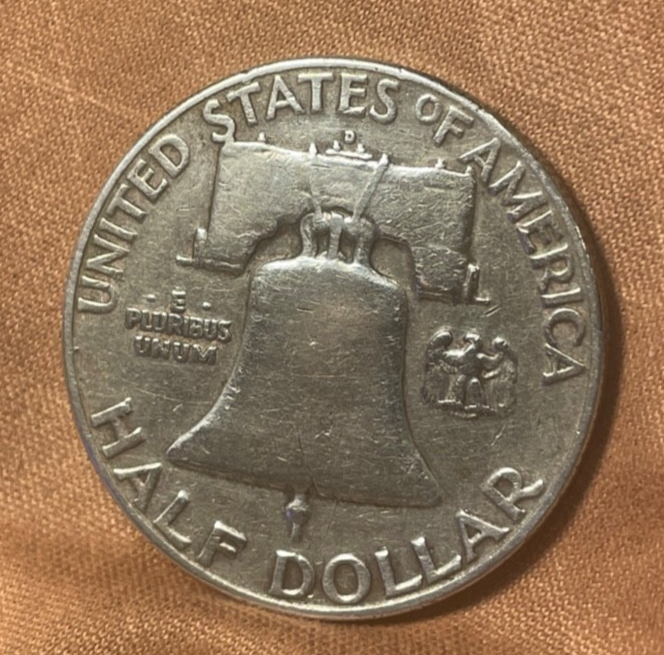 UNITED STATES OF AMERICA
D
E
PLURIBUS
UNUM
HALF DOLLAR